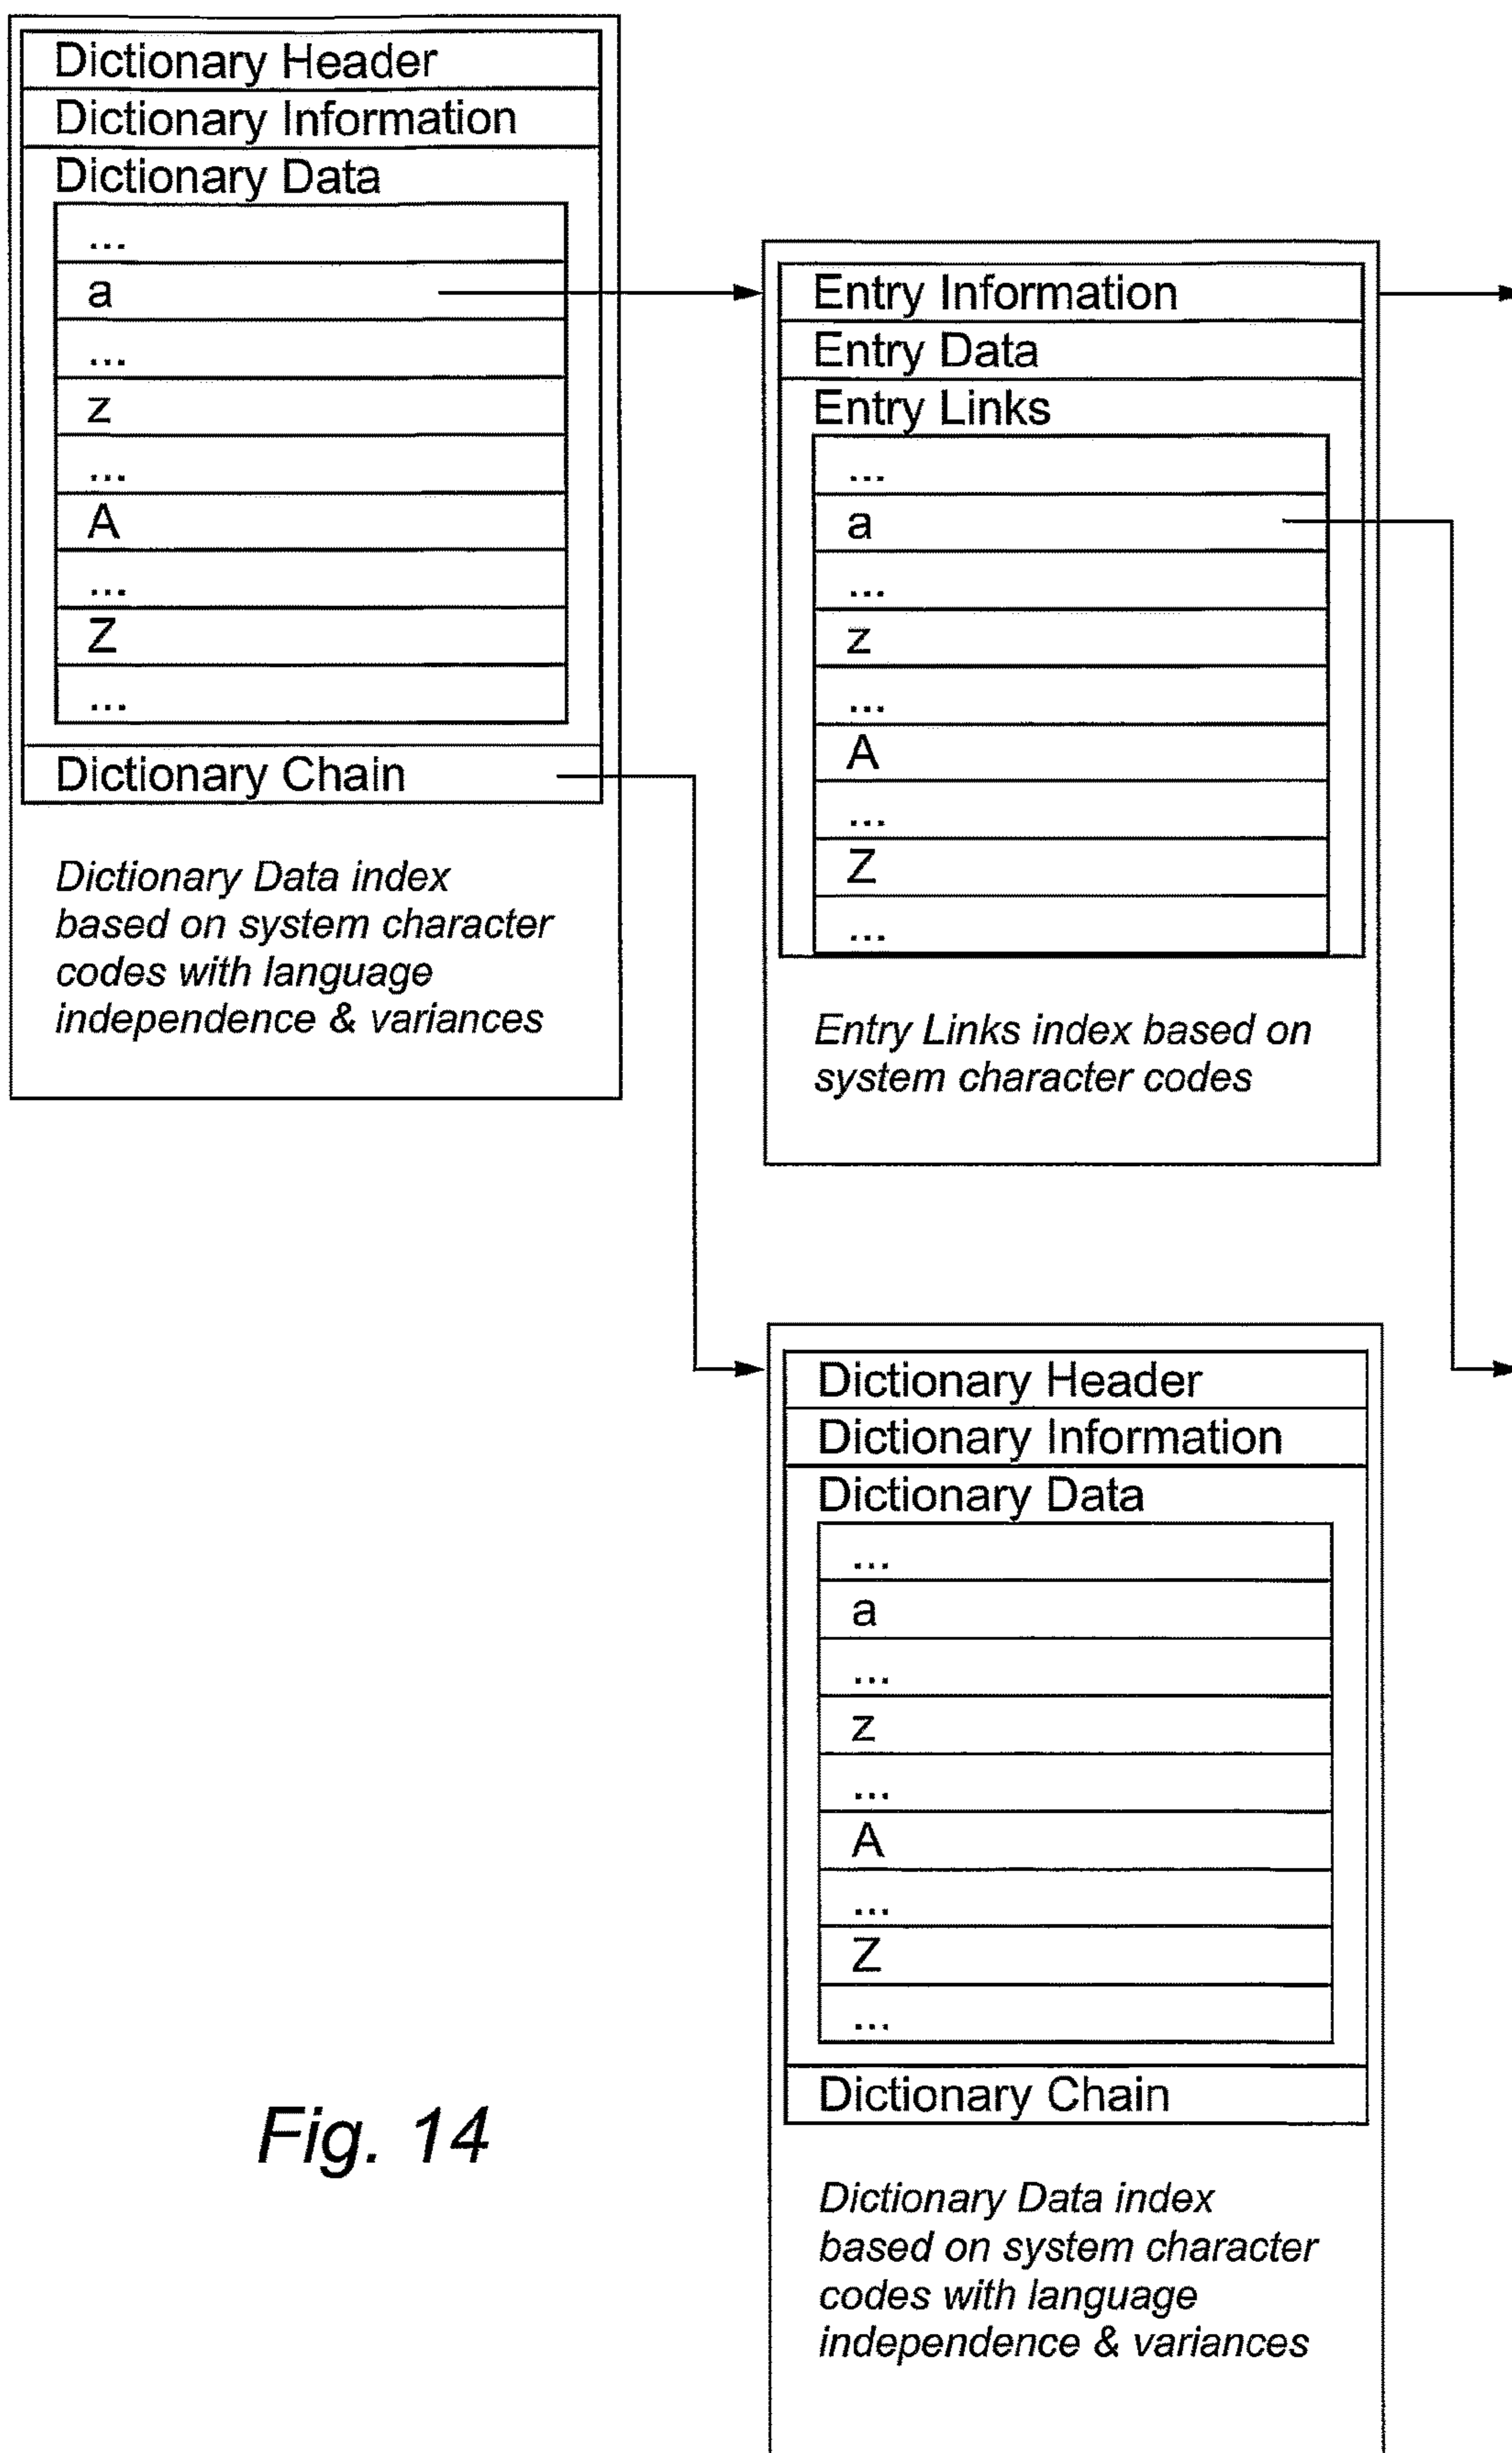 Dictionary Header
Dictionary Information
Dictionary Data
...
a
...
z
...
A
...
Z
...
Dictionary Chain
Dictionary Data index
based on system character
codes with language
independence & variances
Entry Information
Entry Data
Entry Links
...
a
...
z
...
A
...
Z
...
Entry Links index based on
system character codes
Dictionary Header
Dictionary Information
Dictionary Data
...
a
...
z
...
A
...
Z
...
Dictionary Chain
Dictionary Data index
based on system character
codes with language
independence & variances
Fig. 14